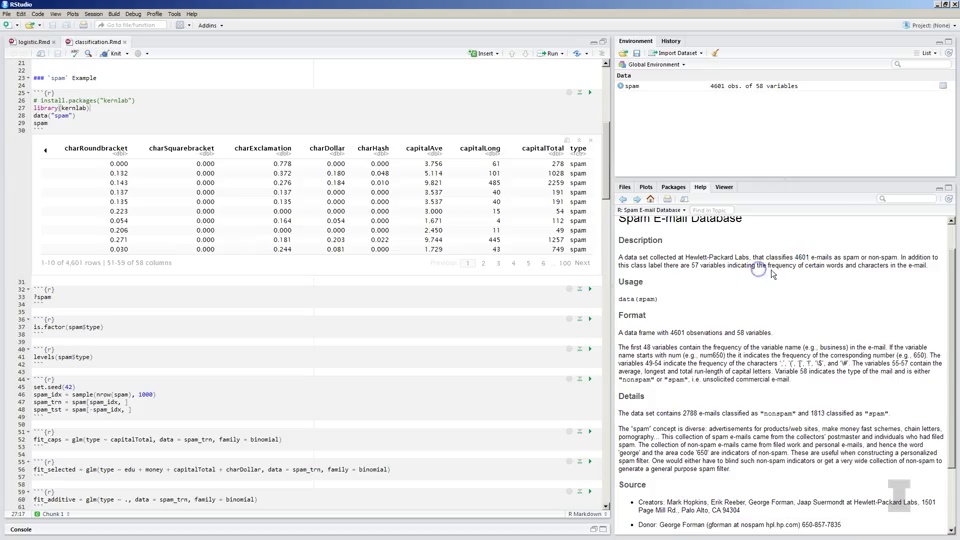 RStudio
File Edit Code View Plots Session Build Debug Profile Tools Help
Go to file/function Addins
Project: (None)
logistic.Rmd classification.Rmd
Knit Insert Run
21
22
23 ### `spam` Example
24
25 ```{r}
26 # install.packages("kernlab")
27 library(kernlab)
28 data("spam")
29 spam
30 ```
charRoundbracket charSquarebracket charExclamation charDollar charHash capitalAve capitalLong capitalTotal type
<dbl> <dbl> <dbl> <dbl> <dbl> <dbl> <dbl> <dbl> <fctr>
0.000 0.000 0.778 0.000 0.000 3.756 61 278 spam
0.132 0.000 0.372 0.180 0.048 5.114 101 1028 spam
0.143 0.000 0.276 0.184 0.010 9.821 485 2259 spam
0.137 0.000 0.137 0.000 0.000 3.537 40 191 spam
0.135 0.000 0.135 0.000 0.000 3.537 40 191 spam
0.223 0.000 0.000 0.000 0.000 3.000 15 54 spam
0.054 0.000 0.164 0.054 0.000 1.671 4 112 spam
0.206 0.000 0.000 0.000 0.000 2.450 11 49 spam
0.271 0.000 0.181 0.203 0.022 9.744 445 1257 spam
0.030 0.000 0.244 0.081 0.000 1.729 43 749 spam
1-10 of 4,601 rows | 51-59 of 58 columns Previous 1 2 3 4 5 6 … 100 Next
31
32 ```{r}
33 ?spam
34 ```
35
36 ```{r}
37 is.factor(spam$type)
38 ```
39
40 ```{r}
41 levels(spam$type)
42 ```
43
44 ```{r}
45 set.seed(42)
46 spam_idx = sample(nrow(spam), 1000)
47 spam_trn = spam[spam_idx, ]
48 spam_tst = spam[-spam_idx, ]
49 ```
50
51 ```{r}
52 fit_caps = glm(type ~ capitalTotal, data = spam_trn, family = binomial)
53 ```
54
55 ```{r}
56 fit_selected = glm(type ~ edu + money + capitalTotal + charDollar, data = spam_trn, family = binomial)
57 ```
58
59 ```{r}
60 fit_additive = glm(type ~ ., data = spam_trn, family = binomial)
61 ```
27:17 Chunk 1 R Markdown
Console
Environment History
Import Dataset List
Global Environment
Data
spam 4601 obs. of 58 variables
Files Plots Packages Help Viewer
R: Spam E-mail Database Find in Topic
Spam E-mail Database
Description
A data set collected at Hewlett-Packard Labs, that classifies 4601 e-mails as spam or non-spam. In addition to
this class label there are 57 variables indicating the frequency of certain words and characters in the e-mail.
Usage
data(spam)
Format
A data frame with 4601 observations and 58 variables.
The first 48 variables contain the frequency of the variable name (e.g., business) in the e-mail. If the variable
name starts with num (e.g., num650) the it indicates the frequency of the corresponding number (e.g., 650). The
variables 49-54 indicate the frequency of the characters ';', '(', '[', '!', '\$', and '\#'. The variables 55-57 contain the
average, longest and total run-length of capital letters. Variable 58 indicates the type of the mail and is either
"nonspam" or "spam", i.e. unsolicited commercial e-mail.
Details
The data set contains 2788 e-mails classified as "nonspam" and 1813 classified as "spam".
The "spam" concept is diverse: advertisements for products/web sites, make money fast schemes, chain letters,
pornography... This collection of spam e-mails came from the collectors' postmaster and individuals who had filed
spam. The collection of non-spam e-mails came from filed work and personal e-mails, and hence the word
'george' and the area code '650' are indicators of non-spam. These are useful when constructing a personalized
spam filter. One would either have to blind such non-spam indicators or get a very wide collection of non-spam to
generate a general purpose spam filter.
Source
• Creators: Mark Hopkins, Erik Reeber, George Forman, Jaap Suermondt at Hewlett-Packard Labs, 1501
Page Mill Rd., Palo Alto, CA 94304
• Donor: George Forman (gforman at nospam hpl.hp.com) 650-857-7835